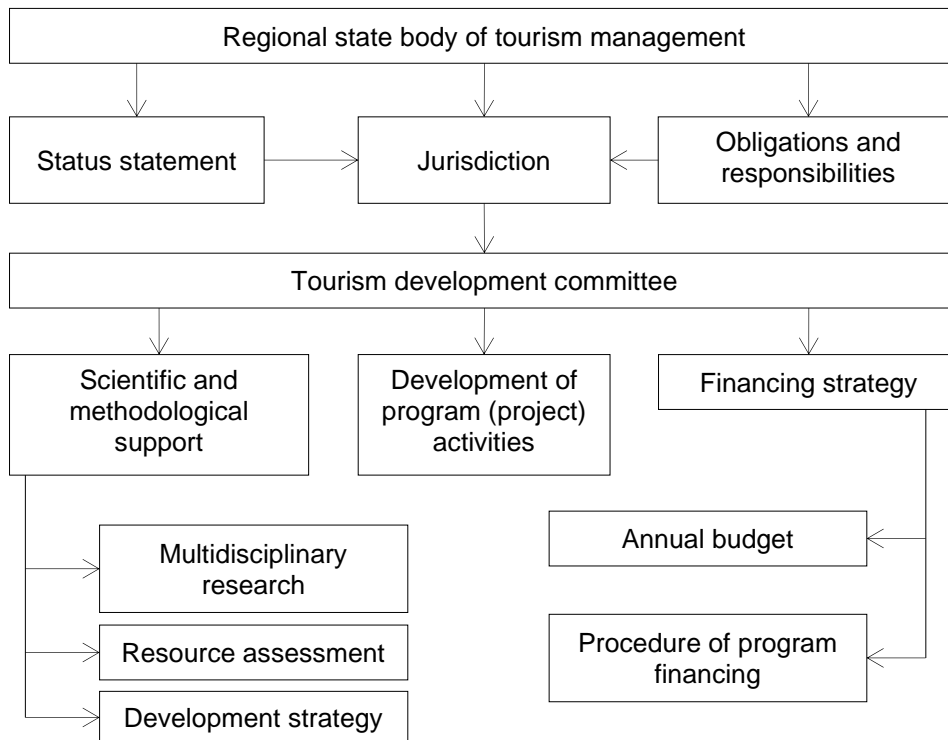 Regional state body of tourism management
Status statement
Jurisdiction
Obligations and
responsibilities
Tourism development committee
Scientific and
methodological
support
Development of
program (project)
activities
Financing strategy
Multidisciplinary
research
Resource assessment
Development strategy
Annual budget
Procedure of program
financing